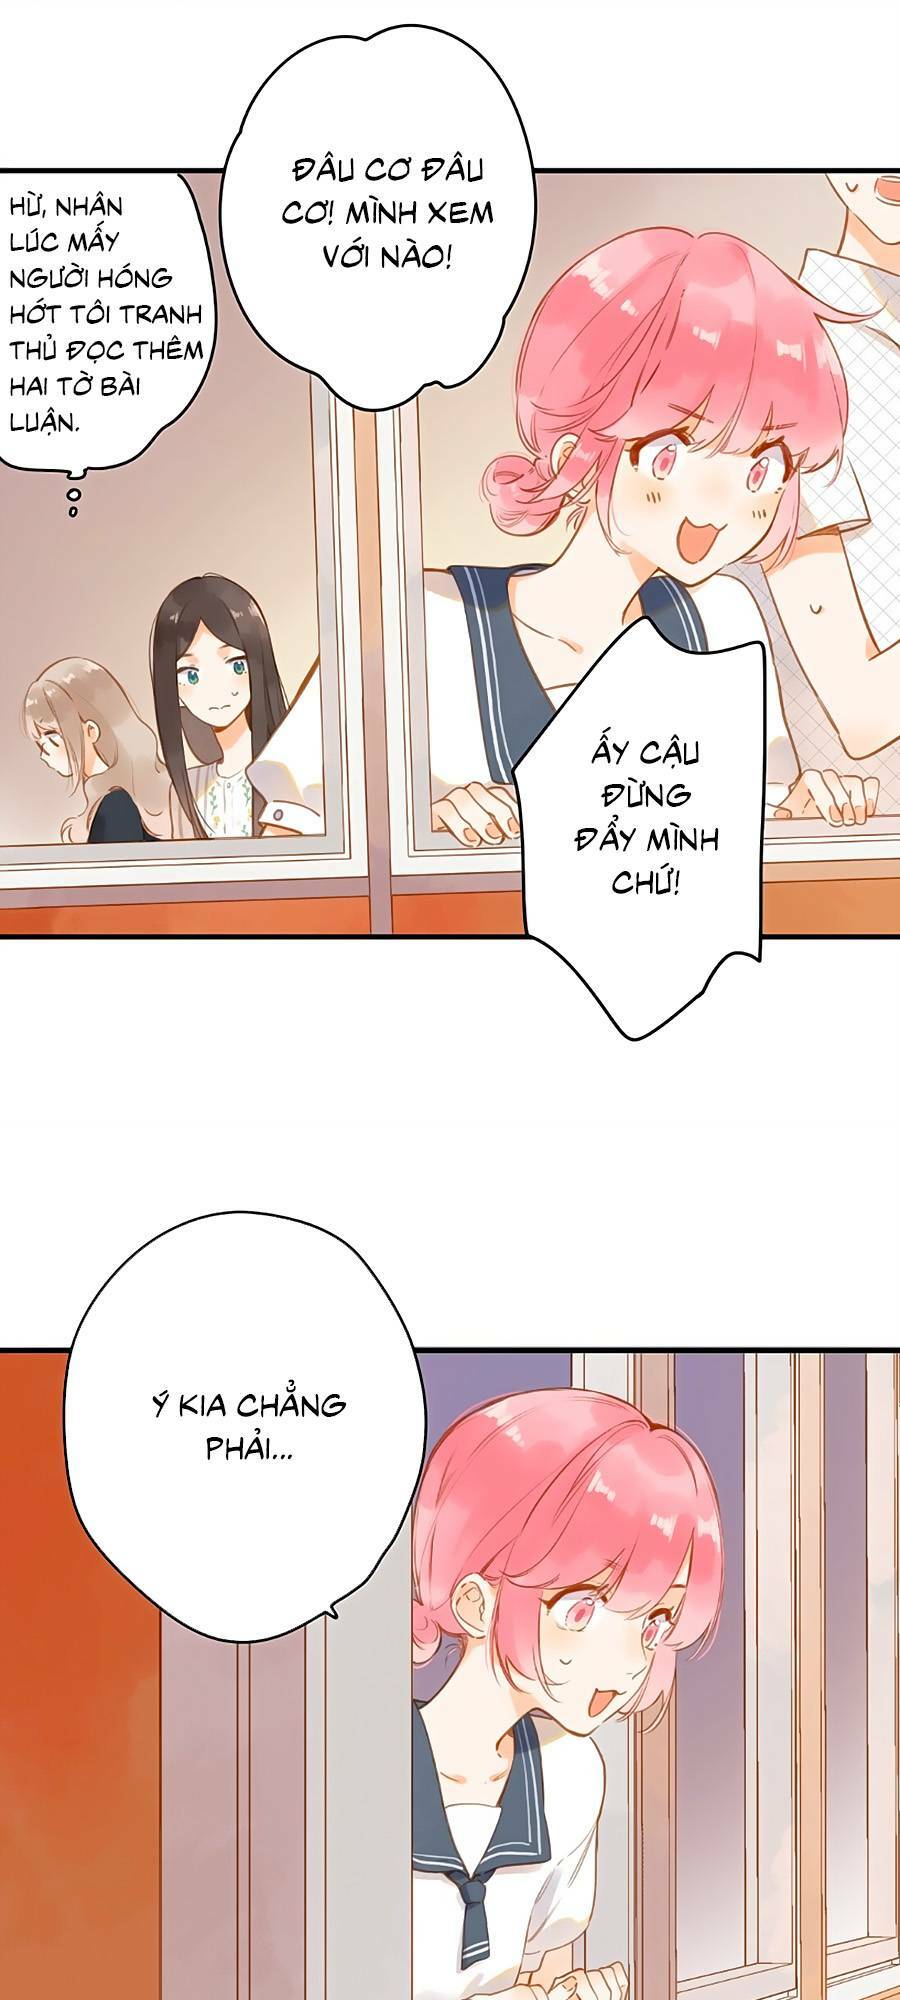 ĐÂU CƠ ĐÂU
CƠ! MÌNH XEM
VỚI NÀO!
HỪ, NHÂN
LÚC MẤY
NGƯỜI HÓNG
HỚT TÔI TRANH
THỦ ĐỌC THÊM
HAI TỜ BÀI
LUẬN.
ẤY CẬU
ĐỪNG
ĐẨY MÌNH
CHỨ!
Ý KIA CHẲNG
PHẢI...